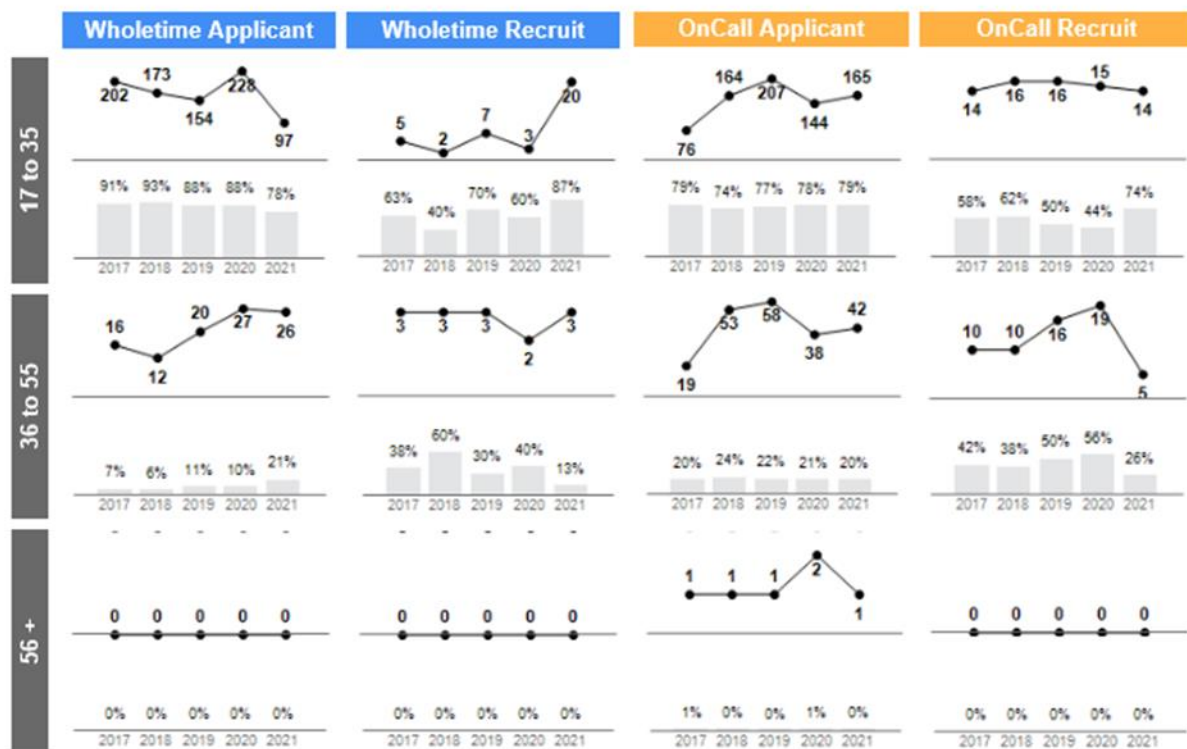 Wholetime Applicant Wholetime Recruit OnCall Applicant OnCall Recruit
17 to 35
202 173 154 228 97
5 2 7 3 20
76 164 207 144 165
14 16 16 15 14
91% 93% 88% 88% 78%
63% 40% 70% 60% 87%
79% 74% 77% 78% 79%
58% 62% 50% 44% 74%
2017 2018 2019 2020 2021
2017 2018 2019 2020 2021
2017 2018 2019 2020 2021
2017 2018 2019 2020 2021
36 to 55
16 12 20 27 26
3 3 3 2 3
19 53 58 38 42
10 10 16 19 5
7% 6% 11% 10% 21%
38% 60% 30% 40% 13%
20% 24% 22% 21% 20%
42% 38% 50% 56% 26%
2017 2018 2019 2020 2021
2017 2018 2019 2020 2021
2017 2018 2019 2020 2021
2017 2018 2019 2020 2021
56 +
0 0 0 0 0
0 0 0 0 0
1 1 1 2 1
0 0 0 0 0
0% 0% 0% 0% 0%
0% 0% 0% 0% 0%
1% 0% 0% 1% 0%
0% 0% 0% 0% 0%
2017 2018 2019 2020 2021
2017 2018 2019 2020 2021
2017 2018 2019 2020 2021
2017 2018 2019 2020 2021